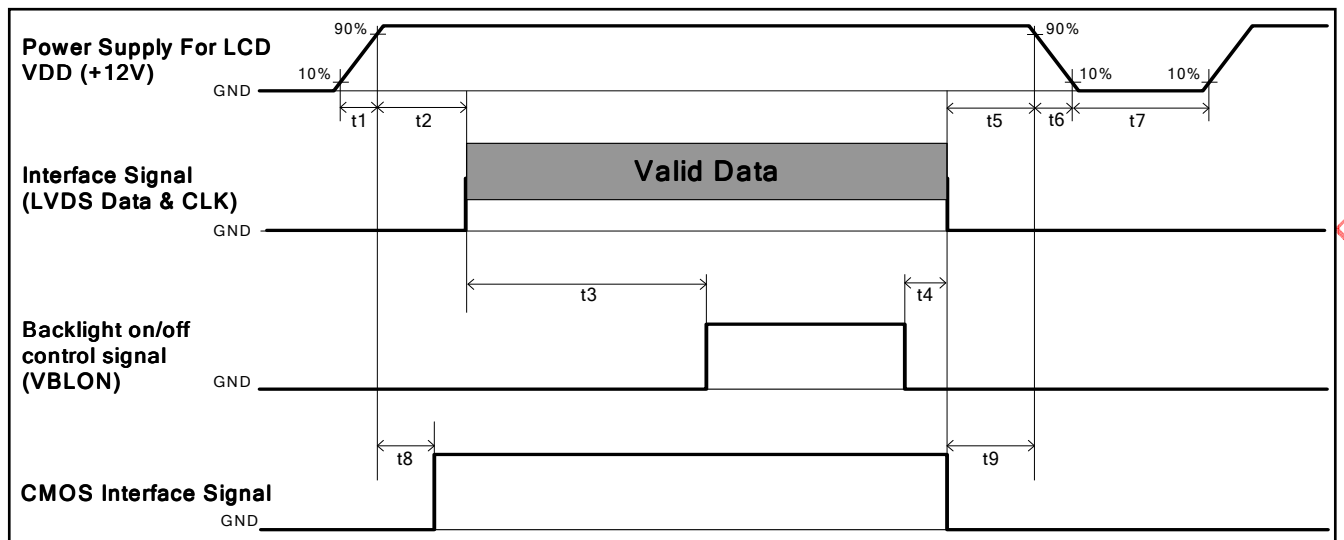 Power Supply For LCD
VDD (+12V)
90%
10%
GND
90%
10%
10%
t1
t2
t5
t6
t7
Interface Signal
(LVDS Data & CLK)
Valid Data
GND
t3
t4
Backlight on/off
control signal
(VBLON)
GND
t8
t9
CMOS Interface Signal
GND